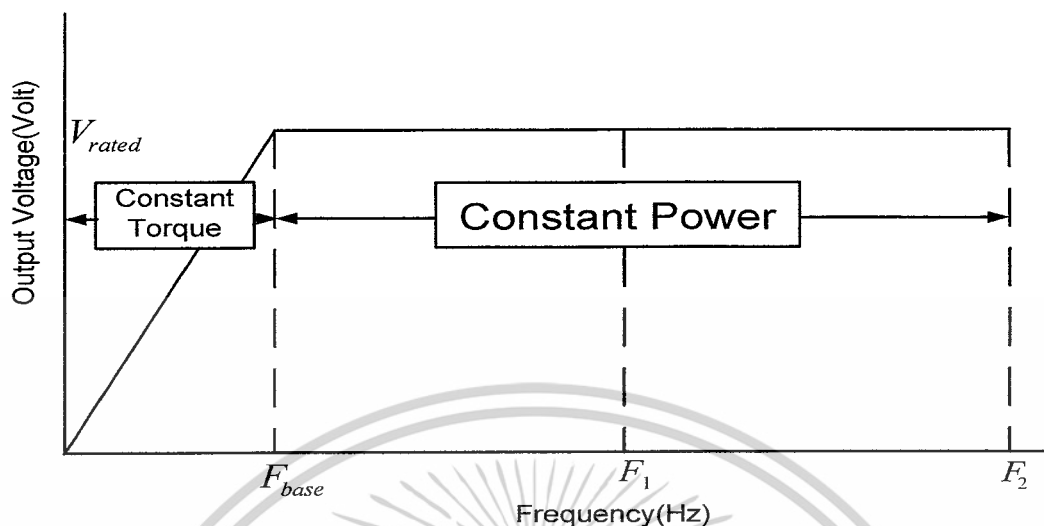 Output Voltage(Volt)
V_rated
Constant
Torque
Constant Power
F_base
F_1
F_2
Frequency(Hz)